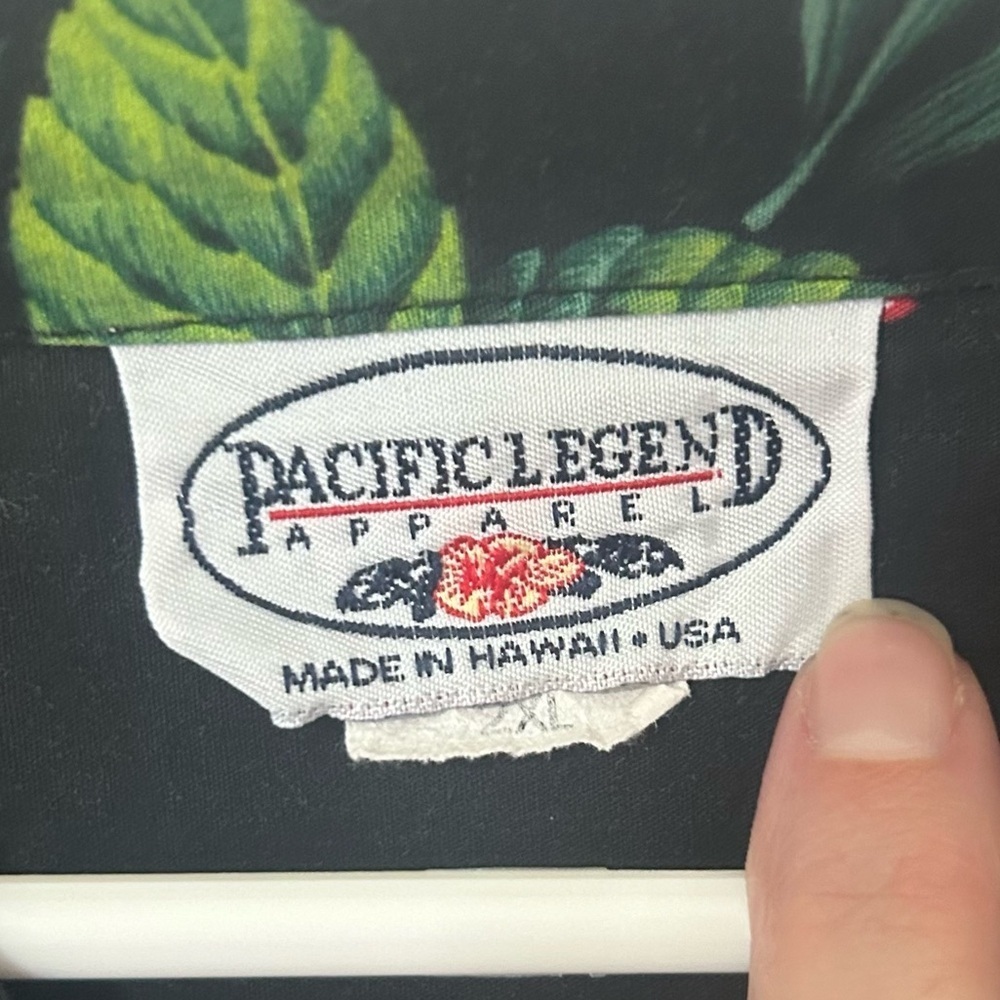 PACIFIC LEGEND
APPAREL
MADE IN HAWAII • USA
2XL